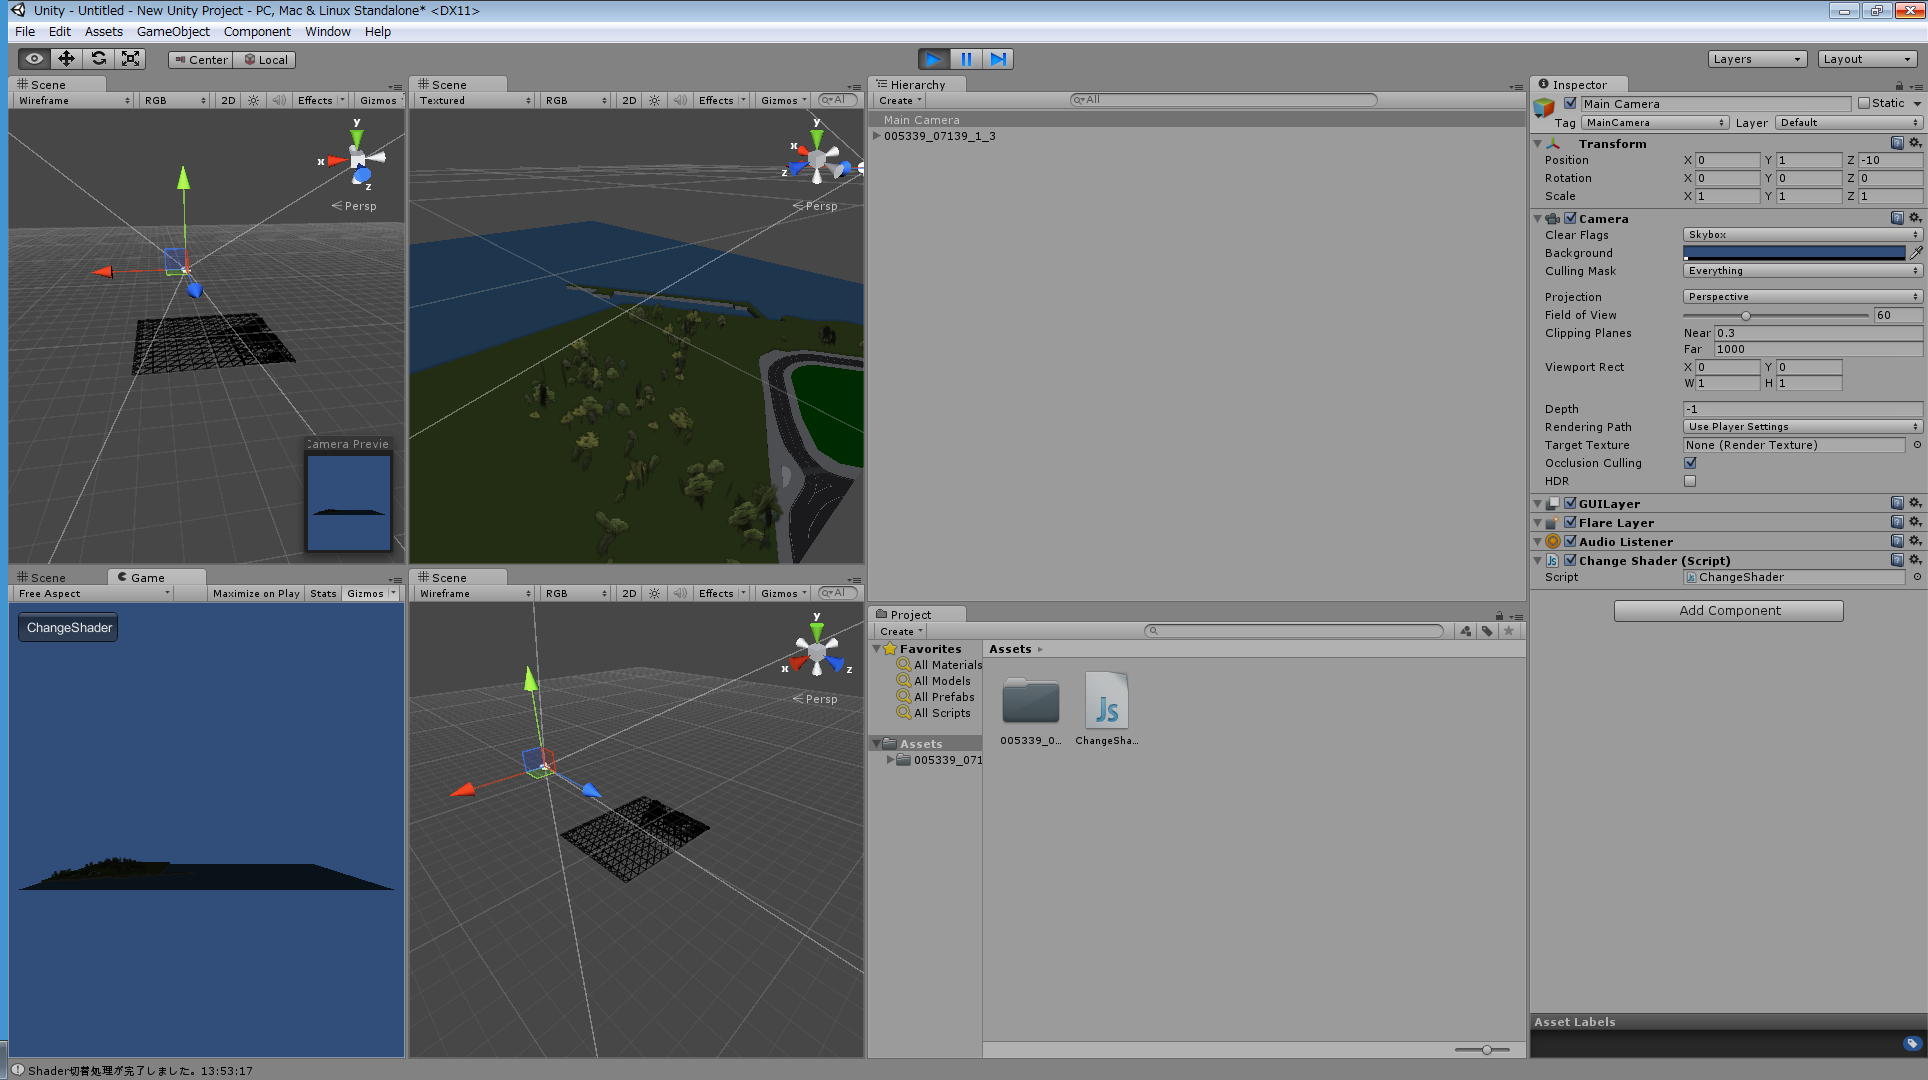 Unity - Untitled - New Unity Project - PC, Mac & Linux Standalone* <DX11>
File Edit Assets GameObject Component Window Help
Center Local Layers Layout
Scene
Wireframe RGB 2D Effects Gizmos
y
x
z
Persp
Camera Previe
Scene
Textured RGB 2D Effects Gizmos All
y
x
z
Persp
Scene Game
Free Aspect Maximize on Play Stats Gizmos
ChangeShader
Scene
Wireframe RGB 2D Effects Gizmos All
y
x z
Persp
Hierarchy
Create All
Main Camera
005339_07139_1_3
Project
Create
Favorites
All Materials
All Models
All Prefabs
All Scripts
Assets
005339_071
Assets
Js
005339_0...
ChangeSha...
Inspector
Main Camera Static
Tag MainCamera Layer Default
Transform
Position X 0 Y 1 Z -10
Rotation X 0 Y 0 Z 0
Scale X 1 Y 1 Z 1
Camera
Clear Flags Skybox
Background
Culling Mask Everything
Projection Perspective
Field of View 60
Clipping Planes Near 0.3
Far 1000
Viewport Rect X 0 Y 0
W 1 H 1
Depth -1
Rendering Path Use Player Settings
Target Texture None (Render Texture)
Occlusion Culling
HDR
GUILayer
Flare Layer
Audio Listener
Change Shader (Script)
Script ChangeShader
Add Component
Asset Labels
Shader切替処理が完了しました。13:53:17